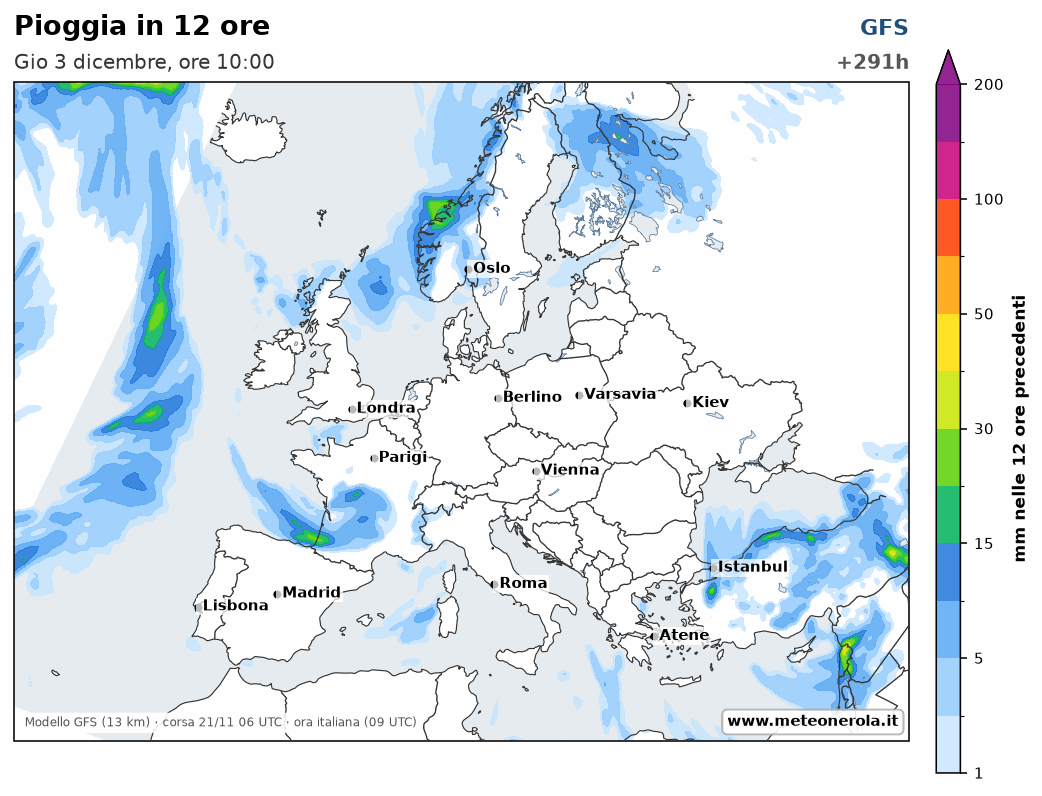 Pioggia in 12 ore
GFS
Gio 3 dicembre, ore 10:00
+291h
200
100
50
30
15
5
1
mm nelle 12 ore precedenti
Oslo
Berlino
Varsavia
Kiev
Londra
Parigi
Vienna
Istanbul
Roma
Madrid
Lisbona
Atene
Modello GFS (13 km) · corsa 21/11 06 UTC · ora italiana (09 UTC)
www.meteonerola.it